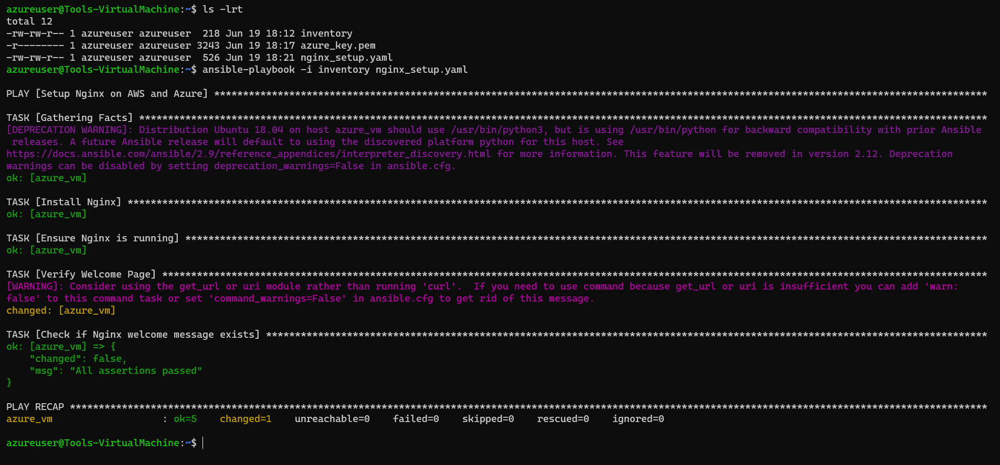 azureuser@Tools-VirtualMachine:~$ ls -lrt
total 12
-rw-rw-r-- 1 azureuser azureuser  218 Jun 19 18:12 inventory
-r-------- 1 azureuser azureuser 3243 Jun 19 18:17 azure_key.pem
-rw-rw-r-- 1 azureuser azureuser  526 Jun 19 18:21 nginx_setup.yaml
azureuser@Tools-VirtualMachine:~$ ansible-playbook -i inventory nginx_setup.yaml
PLAY [Setup Nginx on AWS and Azure] **************************************************************************************************************************************
TASK [Gathering Facts] ***************************************************************************************************************************************************
[DEPRECATION WARNING]: Distribution Ubuntu 18.04 on host azure_vm should use /usr/bin/python3, but is using /usr/bin/python for backward compatibility with prior Ansible
 releases. A future Ansible release will default to using the discovered platform python for this host. See
https://docs.ansible.com/ansible/2.9/reference_appendices/interpreter_discovery.html for more information. This feature will be removed in version 2.12. Deprecation
warnings can be disabled by setting deprecation_warnings=False in ansible.cfg.
ok: [azure_vm]
TASK [Install Nginx] *****************************************************************************************************************************************************
ok: [azure_vm]
TASK [Ensure Nginx is running] *******************************************************************************************************************************************
ok: [azure_vm]
TASK [Verify Welcome Page] ***********************************************************************************************************************************************
[WARNING]: Consider using the get_url or uri module rather than running 'curl'.  If you need to use command because get_url or uri is insufficient you can add 'warn:
false' to this command task or set 'command_warnings=False' in ansible.cfg to get rid of this message.
changed: [azure_vm]
TASK [Check if Nginx welcome message exists] *****************************************************************************************************************************
ok: [azure_vm] => {
    "changed": false,
    "msg": "All assertions passed"
}
PLAY RECAP ***************************************************************************************************************************************************************
azure_vm                   : ok=5    changed=1    unreachable=0    failed=0    skipped=0    rescued=0    ignored=0
azureuser@Tools-VirtualMachine:~$